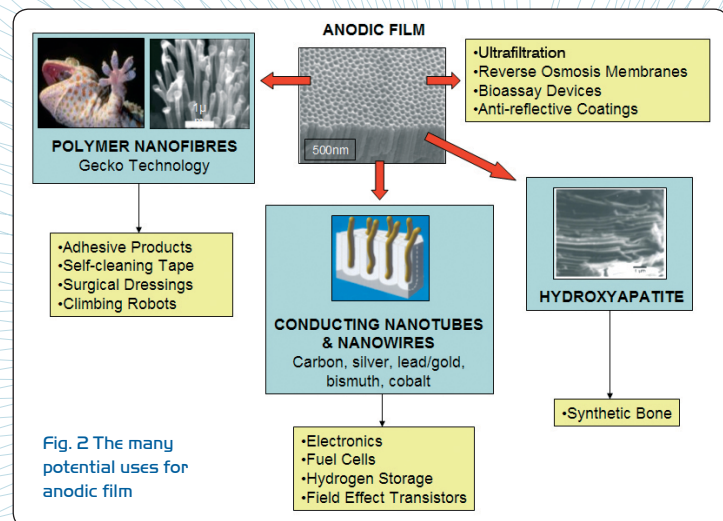 ANODIC FILM
500nm
1µ
m
POLYMER NANOFIBRES
Gecko Technology
•Adhesive Products
•Self-cleaning Tape
•Surgical Dressings
•Climbing Robots
•Ultrafiltration
•Reverse Osmosis Membranes
•Bioassay Devices
•Anti-reflective Coatings
CONDUCTING NANOTUBES
& NANOWIRES
Carbon, silver, lead/gold,
bismuth, cobalt
•Electronics
•Fuel Cells
•Hydrogen Storage
•Field Effect Transistors
HYDROXYAPATITE
•Synthetic Bone
Fig. 2 The many
potential uses for
anodic film